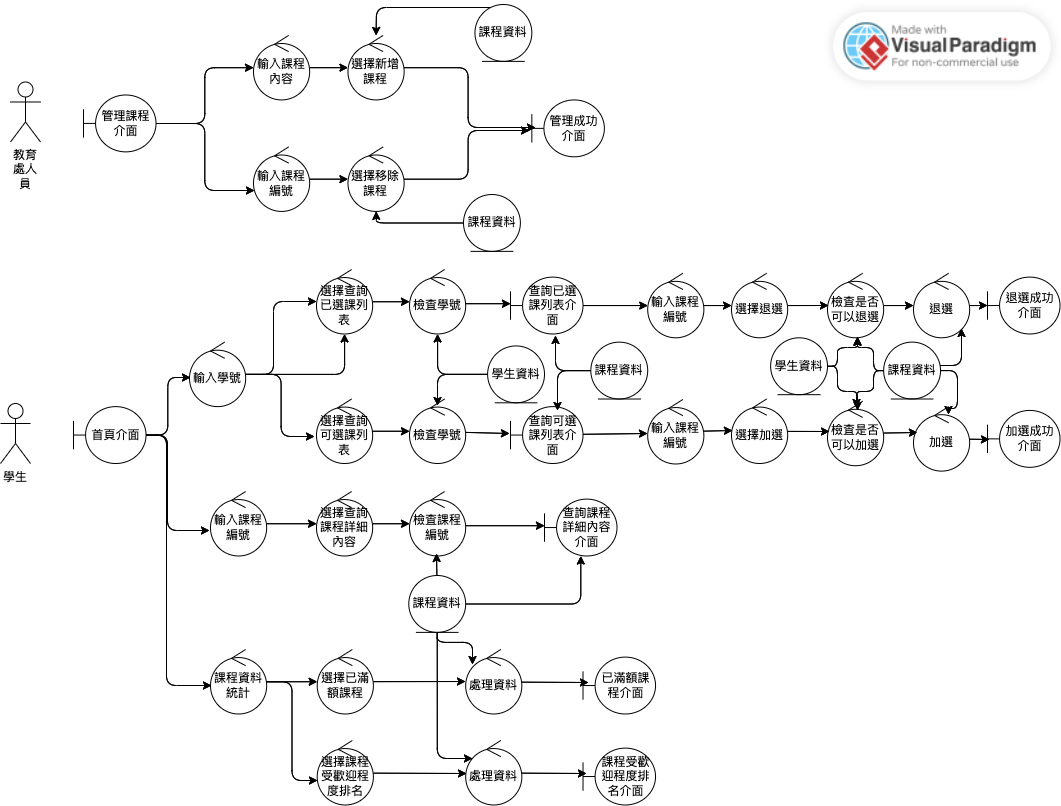 課程資料
Made with
Visual Paradigm
For non-commercial use
輸入課程
內容
選擇新增
課程
管理課程
介面
管理成功
介面
教育
處人
員
輸入課程
編號
選擇移除
課程
課程資料
選擇查詢
已選課列
表
檢查學號
查詢已選
課列表介
面
輸入課程
編號
選擇退選
檢查是否
可以退選
退選
退選成功
介面
輸入學號
學生資料
課程資料
學生資料
課程資料
首頁介面
學生
選擇查詢
可選課列
表
檢查學號
查詢可選
課列表介
面
輸入課程
編號
選擇加選
檢查是否
可以加選
加選
加選成功
介面
輸入課程
編號
選擇查詢
課程詳細
內容
檢查課程
編號
查詢課程
詳細內容
介面
課程資料
課程資料
統計
選擇已滿
額課程
處理資料
已滿額課
程介面
選擇課程
受歡迎程
度排名
處理資料
課程受歡
迎程度排
名介面